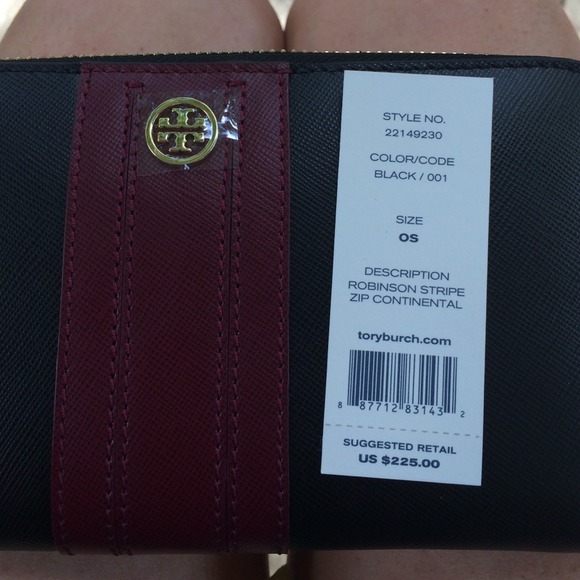 STYLE NO.
22149230
COLOR/CODE
BLACK / 001
SIZE
OS
DESCRIPTION
ROBINSON STRIPE
ZIP CONTINENTAL
toryburch.com
8 87712 83143 2
SUGGESTED RETAIL
US $225.00